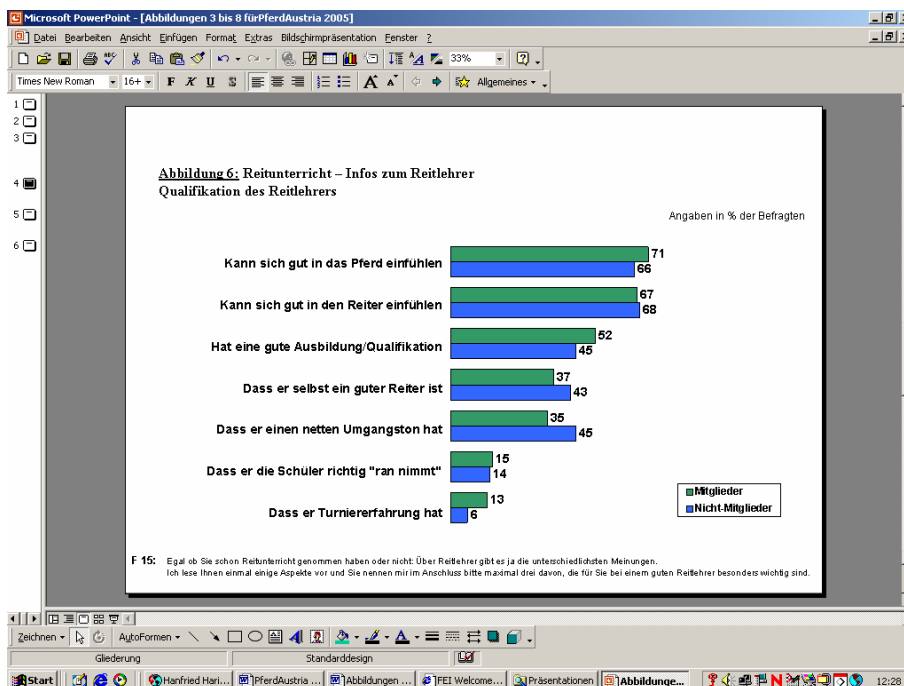 Microsoft PowerPoint - [Abbildungen 3 bis 8 fürPferdAustria 2005]
Datei Bearbeiten Ansicht Einfügen Format Extras Bildschirmpräsentation Fenster ?
33%
Times New Roman 16+ F K U S A A Allgemeines
1
2
3
4
5
6
Abbildung 6: Reitunterricht – Infos zum Reitlehrer
Qualifikation des Reitlehrers
Angaben in % der Befragten
Kann sich gut in das Pferd einfühlen 71
66
Kann sich gut in den Reiter einfühlen 67
68
Hat eine gute Ausbildung/Qualifikation 52
45
Dass er selbst ein guter Reiter ist 37
43
Dass er einen netten Umgangston hat 35
45
Dass er die Schüler richtig "ran nimmt" 15
14
Dass er Turniererfahrung hat 13
6
Mitglieder
Nicht-Mitglieder
F 15: Egal ob Sie schon Reitunterricht genommen haben oder nicht: Über Reitlehrer gibt es ja die unterschiedlichsten Meinungen.
Ich lese Ihnen einmal einige Aspekte vor und Sie nennen mir im Anschluss bitte maximal drei davon, die für Sie bei einem guten Reitlehrer besonders wichtig sind.
Zeichnen AutoFormen
Gliederung Standarddesign
Start Hanfried Hari... PferdAustria ... Abbildungen ... FEI Welcome... Präsentationen Abbildunge... 12:28